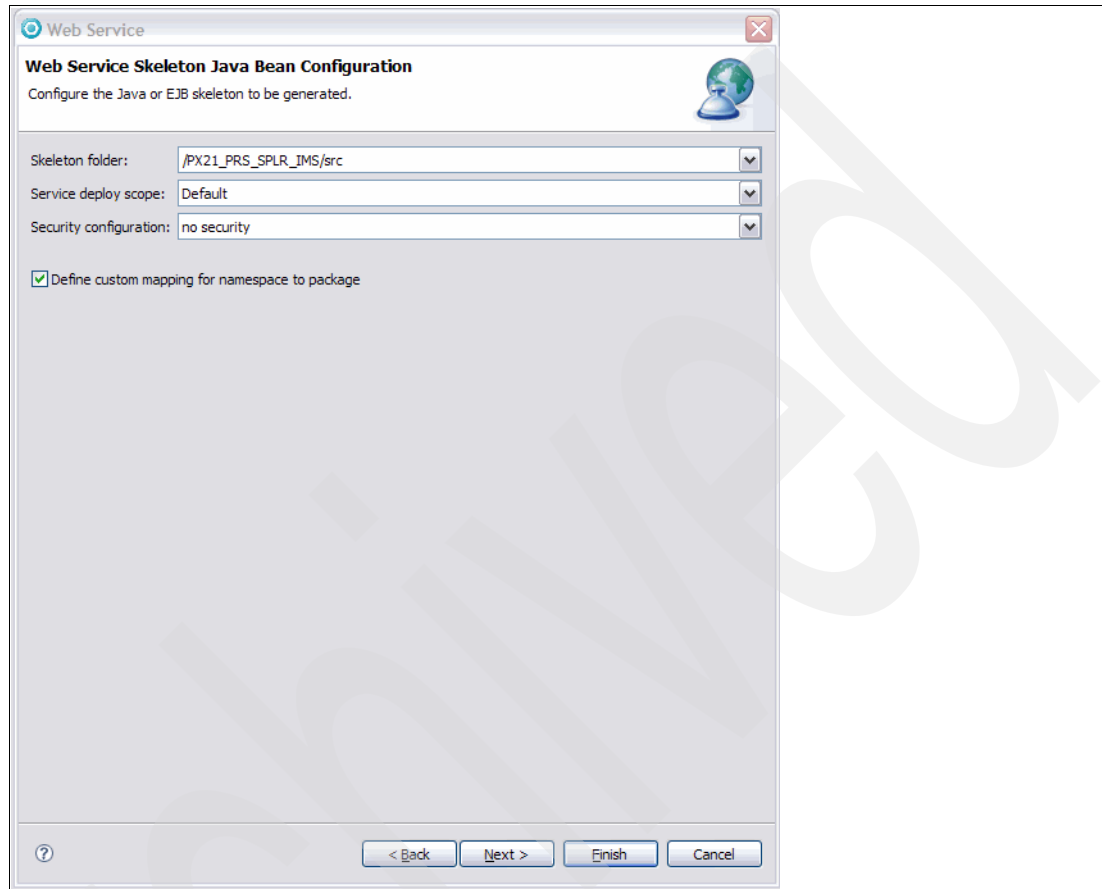 Web Service
Web Service Skeleton Java Bean Configuration
Configure the Java or EJB skeleton to be generated.
Skeleton folder: /PX21_PRS_SPLR_IMS/src
Service deploy scope: Default
Security configuration: no security
Define custom mapping for namespace to package
? < Back Next > Finish Cancel